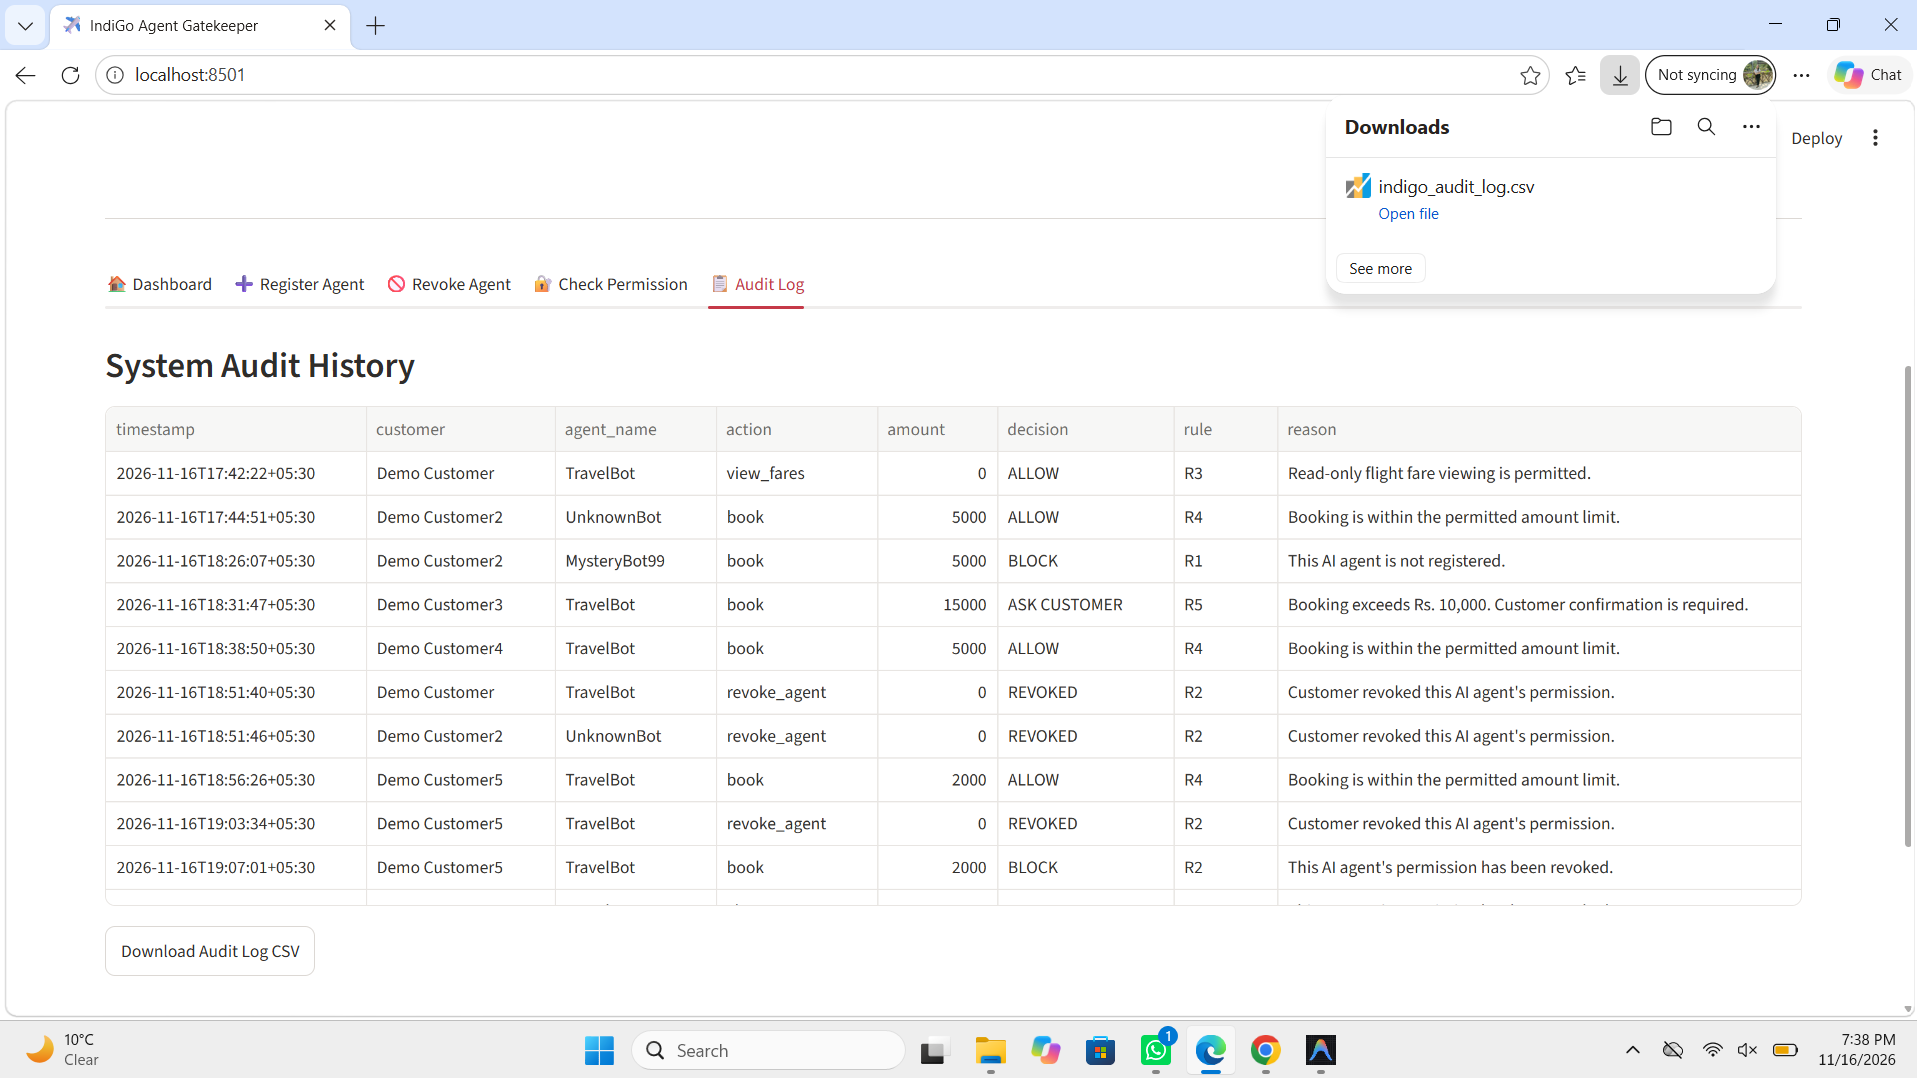 IndiGo Agent Gatekeeper
localhost:8501
Not syncing
Chat
Downloads
indigo_audit_log.csv
Open file
See more
Deploy
Dashboard Register Agent Revoke Agent Check Permission Audit Log
System Audit History
timestamp customer agent_name action amount decision rule reason
2026-11-16T17:42:22+05:30 Demo Customer TravelBot view_fares 0 ALLOW R3 Read-only flight fare viewing is permitted.
2026-11-16T17:44:51+05:30 Demo Customer2 UnknownBot book 5000 ALLOW R4 Booking is within the permitted amount limit.
2026-11-16T18:26:07+05:30 Demo Customer2 MysteryBot99 book 5000 BLOCK R1 This AI agent is not registered.
2026-11-16T18:31:47+05:30 Demo Customer3 TravelBot book 15000 ASK CUSTOMER R5 Booking exceeds Rs. 10,000. Customer confirmation is required.
2026-11-16T18:38:50+05:30 Demo Customer4 TravelBot book 5000 ALLOW R4 Booking is within the permitted amount limit.
2026-11-16T18:51:40+05:30 Demo Customer TravelBot revoke_agent 0 REVOKED R2 Customer revoked this AI agent's permission.
2026-11-16T18:51:46+05:30 Demo Customer2 UnknownBot revoke_agent 0 REVOKED R2 Customer revoked this AI agent's permission.
2026-11-16T18:56:26+05:30 Demo Customer5 TravelBot book 2000 ALLOW R4 Booking is within the permitted amount limit.
2026-11-16T19:03:34+05:30 Demo Customer5 TravelBot revoke_agent 0 REVOKED R2 Customer revoked this AI agent's permission.
2026-11-16T19:07:01+05:30 Demo Customer5 TravelBot book 2000 BLOCK R2 This AI agent's permission has been revoked.
Download Audit Log CSV
10°C
Clear
Search
1
7:38 PM
11/16/2026